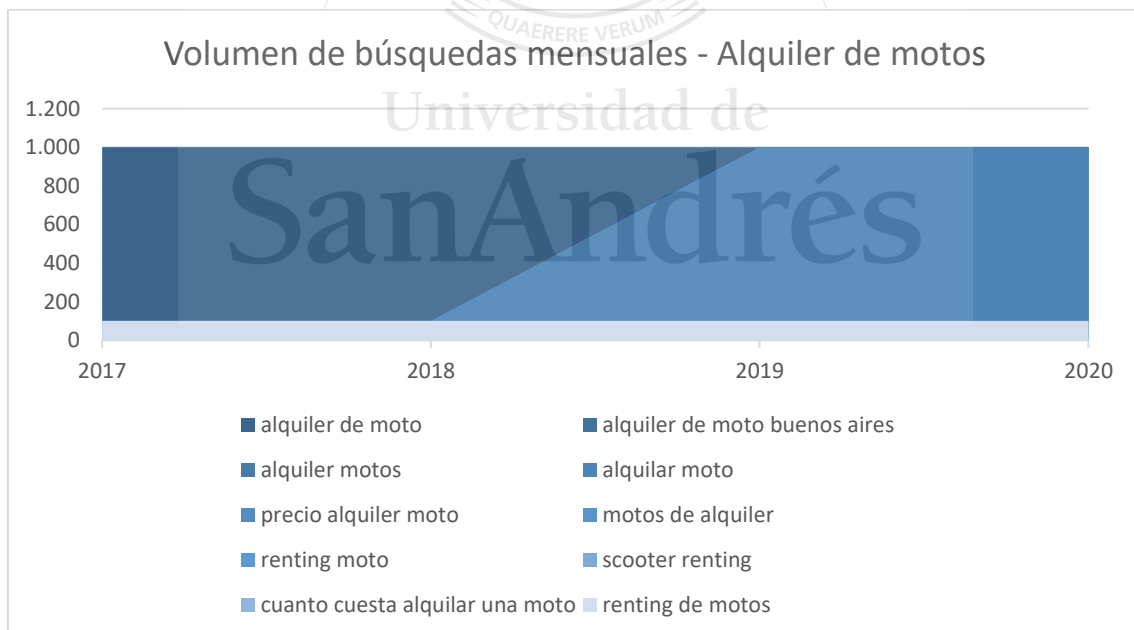 QUAERERE VERUM
Volumen de búsquedas mensuales - Alquiler de motos
Universidad de
SanAndrés
1.200
1.000
800
600
400
200
0
2017 2018 2019 2020
alquiler de moto alquiler de moto buenos aires
alquiler motos alquilar moto
precio alquiler moto motos de alquiler
renting moto scooter renting
cuanto cuesta alquilar una moto renting de motos